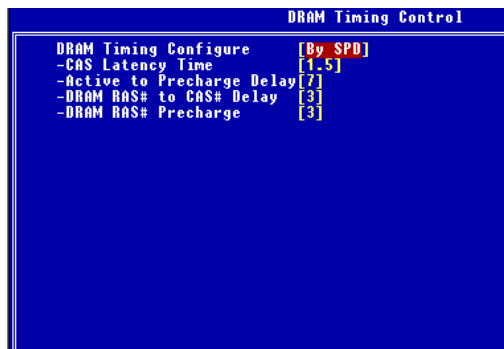 DRAM Timing Control
DRAM Timing Configure [By SPD]
-CAS Latency Time [1.5]
-Active to Precharge Delay[7]
-DRAM RAS# to CAS# Delay [3]
-DRAM RAS# Precharge [3]